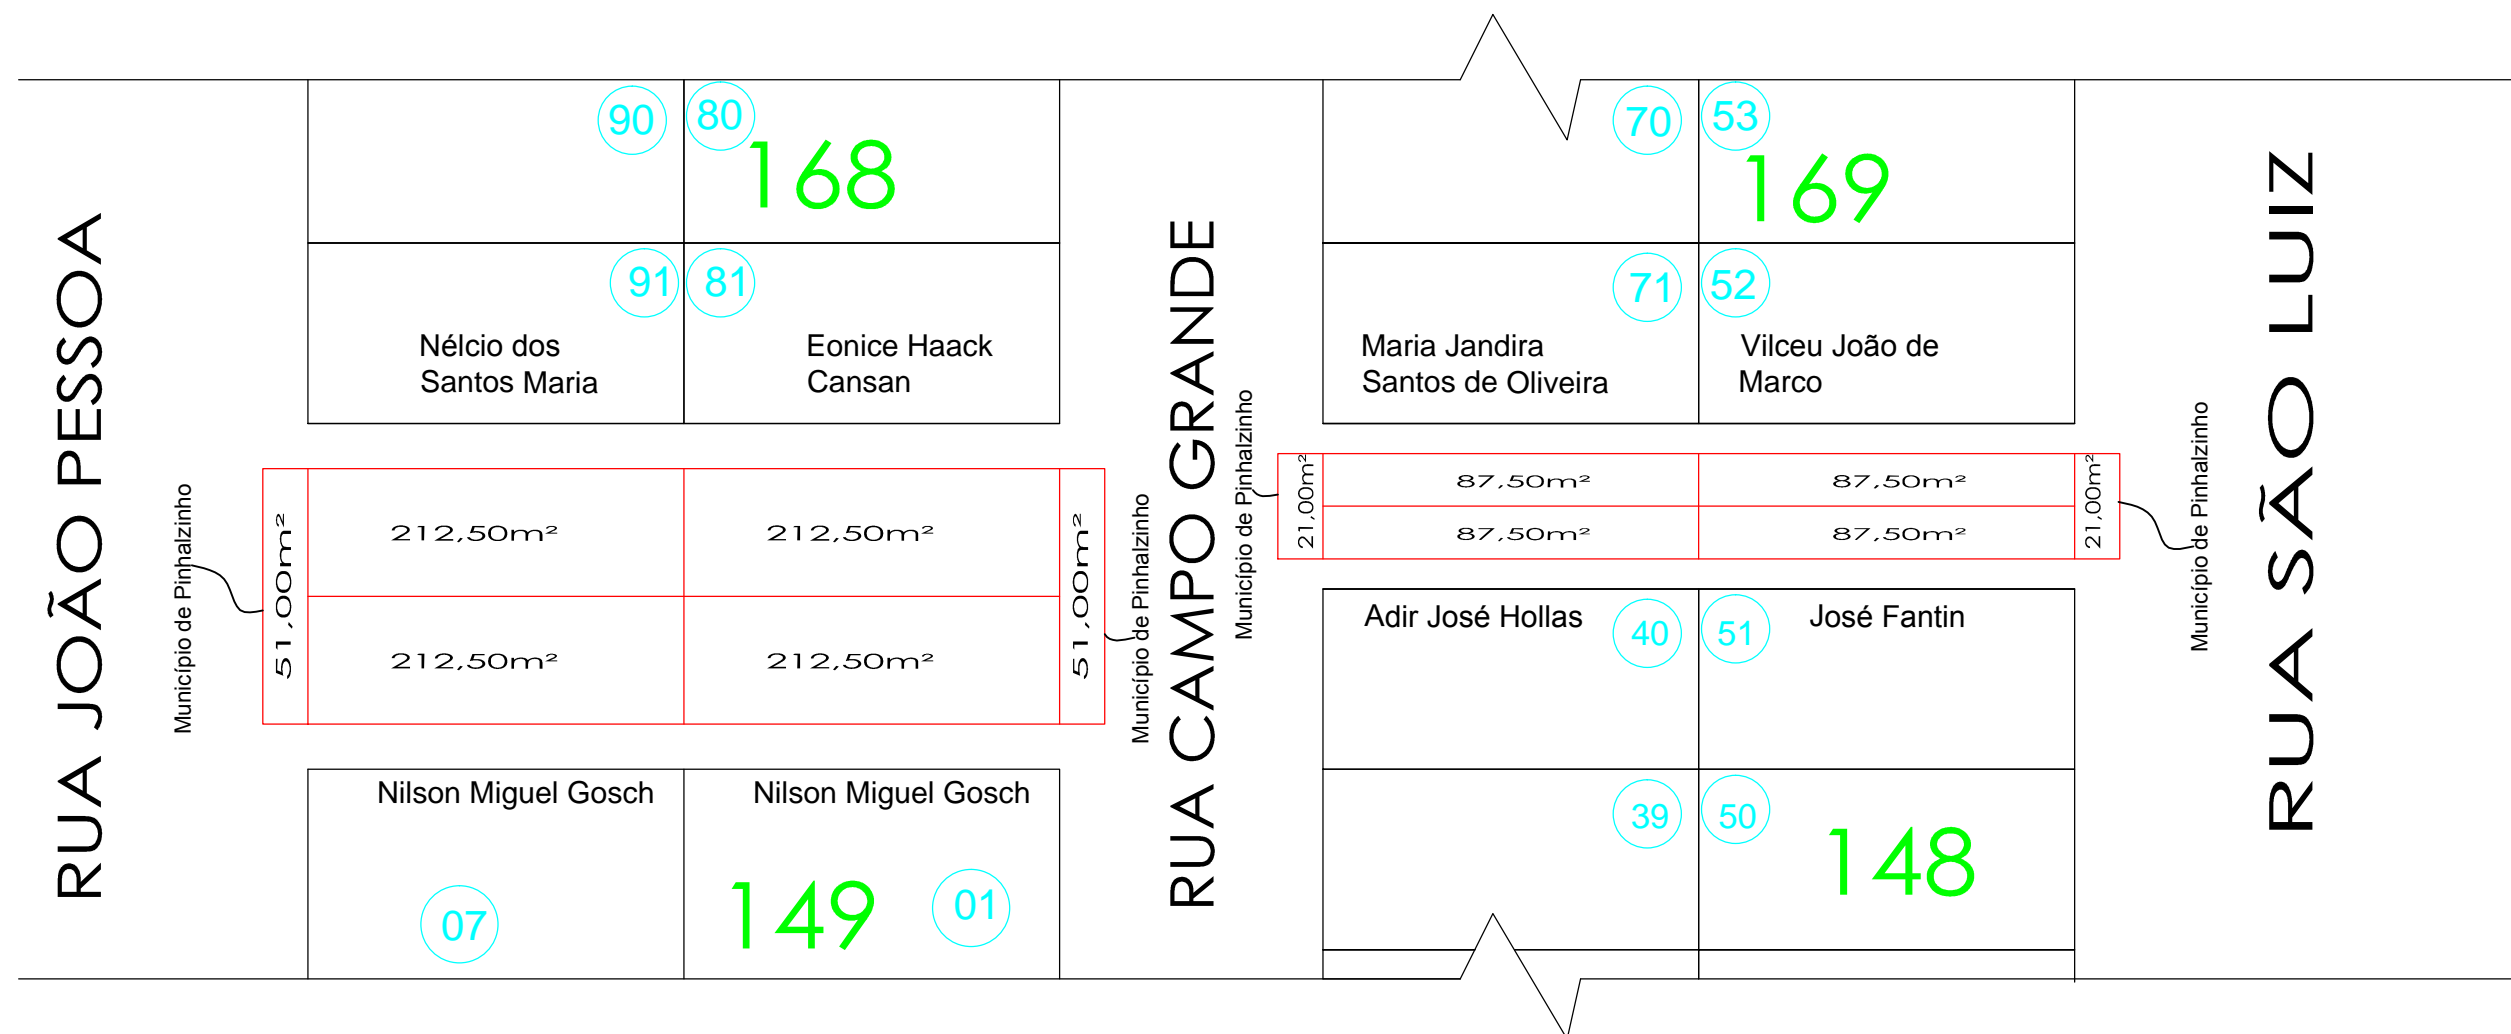 RUA JOÃO PESSOA
90
80
168
91
81
Nélcio dos
Santos Maria
Eonice Haack
Cansan
Município de Pinhalzinho
51,00m²
212,50m²
212,50m²
212,50m²
212,50m²
51,00m²
Município de Pinhalzinho
Nilson Miguel Gosch
Nilson Miguel Gosch
07
149
01
RUA CAMPO GRANDE
70
53
169
71
52
Maria Jandira
Santos de Oliveira
Vilceu João de
Marco
Município de Pinhalzinho
21,00m²
87,50m²
87,50m²
87,50m²
87,50m²
21,00m²
Município de Pinhalzinho
Adir José Hollas
40
51
José Fantin
39
50
148
RUA SÃO LUIZ